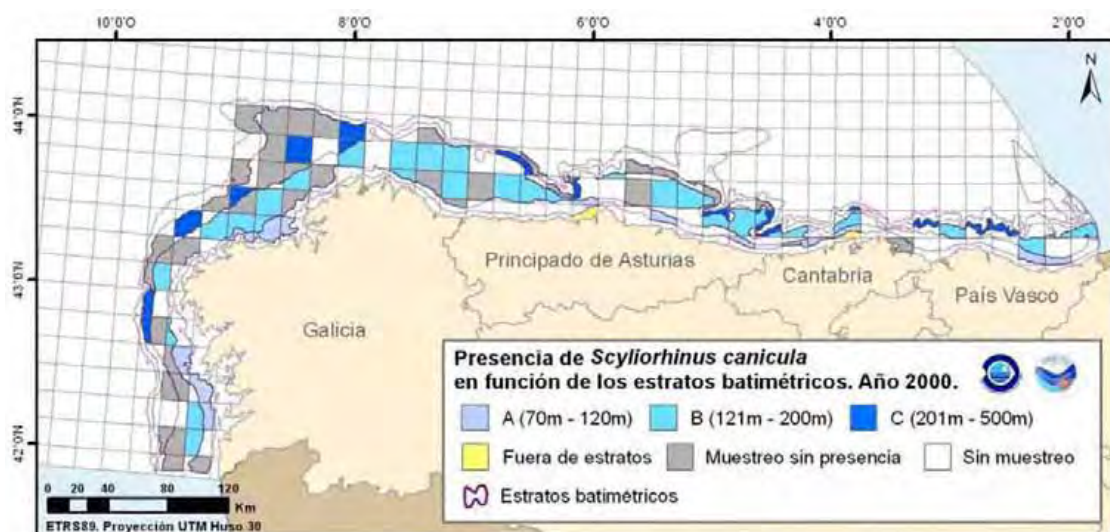 10°0'O 8°0'O 6°0'O 4°0'O 2°0'O
N
44°0'N
43°0'N
42°0'N
Principado de Asturias
Cantabria
País Vasco
Galicia
Presencia de Scyliorhinus canicula
en función de los estratos batimétricos. Año 2000.
A (70m - 120m) B (121m - 200m) C (201m - 500m)
Fuera de estratos Muestreo sin presencia Sin muestreo
Estratos batimétricos
0 20 40 80 120
Km
ETRS89. Proyección UTM Huso 30